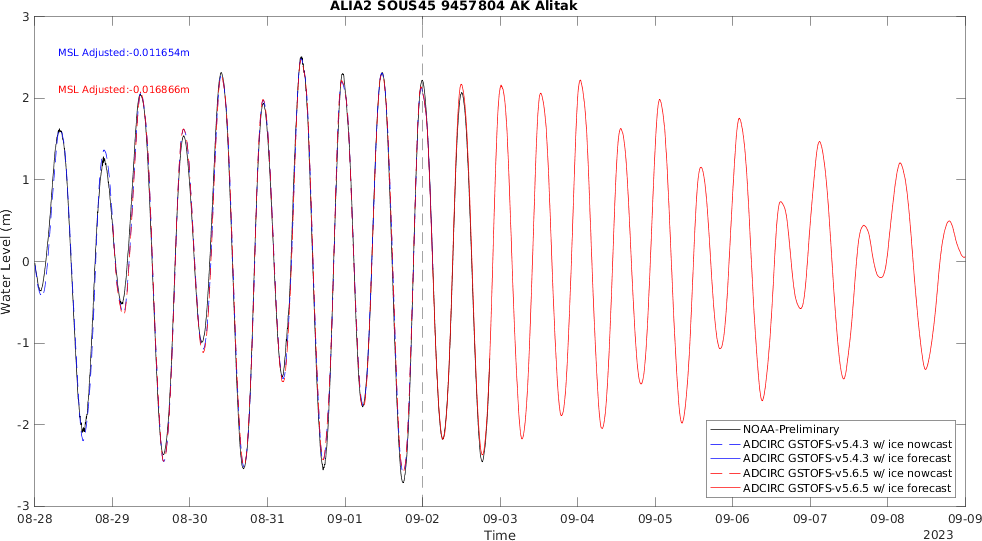 ALIA2 SOUS45 9457804 AK Alitak
MSL Adjusted:-0.011654m
MSL Adjusted:-0.016866m
3
2
1
0
-1
-2
-3
Water Level (m)
NOAA-Preliminary
ADCIRC GSTOFS-v5.4.3 w/ ice nowcast
ADCIRC GSTOFS-v5.4.3 w/ ice forecast
ADCIRC GSTOFS-v5.6.5 w/ ice nowcast
ADCIRC GSTOFS-v5.6.5 w/ ice forecast
08-28 08-29 08-30 08-31 09-01 09-02 09-03 09-04 09-05 09-06 09-07 09-08 09-09
Time
2023